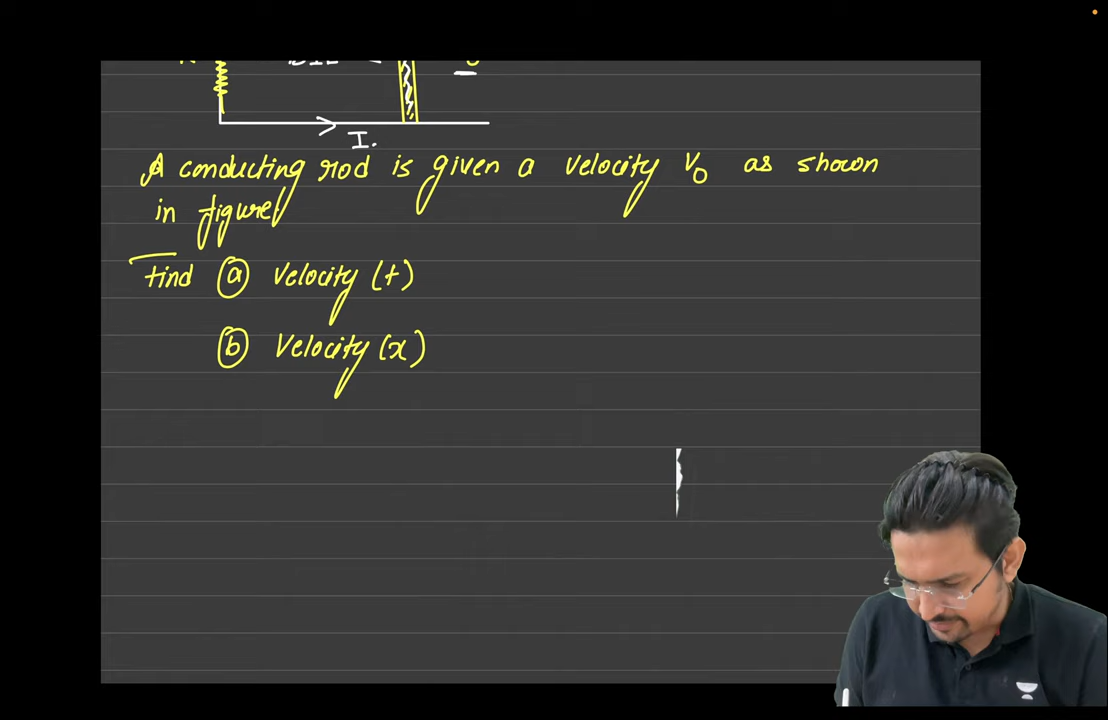 I.
A conducting rod is given a velocity V₀ as shown
in figure
Find (a) Velocity (t)
(b) Velocity (x)